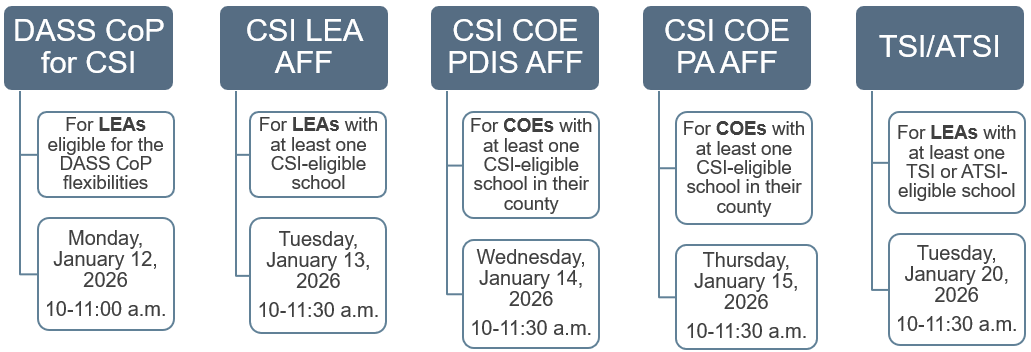 DASS CoP
for CSI
For LEAs
eligible for the
DASS CoP
flexibilities
Monday,
January 12,
2026
10-11:00 a.m.
CSI LEA
AFF
For LEAs with
at least one
CSI-eligible
school
Tuesday,
January 13,
2026
10-11:30 a.m.
CSI COE
PDIS AFF
For COEs with
at least one
CSI-eligible
school in their
county
Wednesday,
January 14,
2026
10-11:30 a.m.
CSI COE
PA AFF
For COEs with
at least one
CSI-eligible
school in their
county
Thursday,
January 15,
2026
10-11:30 a.m.
TSI/ATSI
For LEAs with
at least one
TSI or ATSI-
eligible school
Tuesday,
January 20,
2026
10-11:30 a.m.